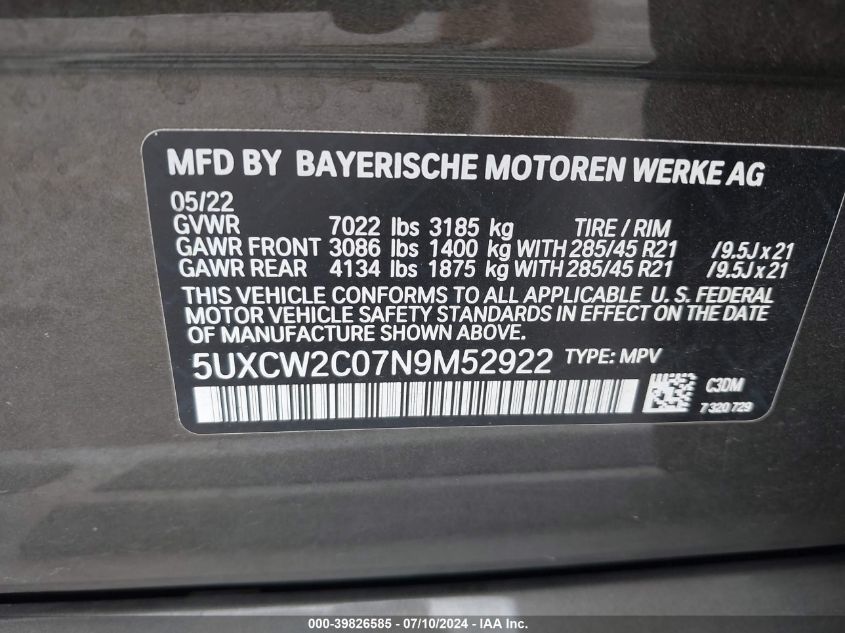 MFD BY BAYERISCHE MOTOREN WERKE AG
05/22
GVWR 7022 lbs 3185 kg TIRE / RIM
GAWR FRONT 3086 lbs 1400 kg WITH 285/45 R21 /9.5J x 21
GAWR REAR 4134 lbs 1875 kg WITH 285/45 R21 /9.5J x 21
THIS VEHICLE CONFORMS TO ALL APPLICABLE U. S. FEDERAL
MOTOR VEHICLE SAFETY STANDARDS IN EFFECT ON THE DATE
OF MANUFACTURE SHOWN ABOVE.
5UXCW2C07N9M52922 TYPE: MPV
C3DM
7 320 729
000-39826585 - 07/10/2024 - IAAI.COM